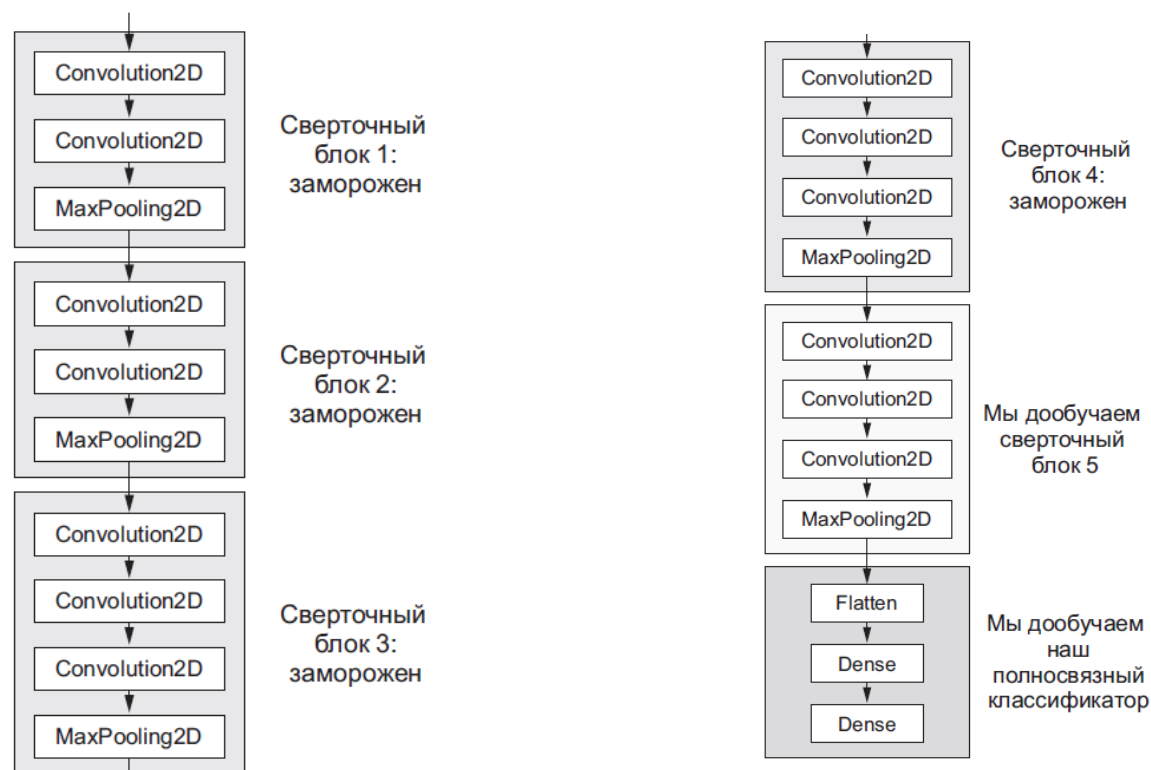 Convolution2D
Convolution2D
MaxPooling2D
Сверточный
блок 1:
заморожен
Convolution2D
Convolution2D
MaxPooling2D
Сверточный
блок 2:
заморожен
Convolution2D
Convolution2D
Convolution2D
MaxPooling2D
Сверточный
блок 3:
заморожен
Convolution2D
Convolution2D
Convolution2D
MaxPooling2D
Сверточный
блок 4:
заморожен
Convolution2D
Convolution2D
Convolution2D
MaxPooling2D
Мы дообучаем
сверточный
блок 5
Flatten
Dense
Dense
Мы дообучаем
наш
полносвязный
классификатор